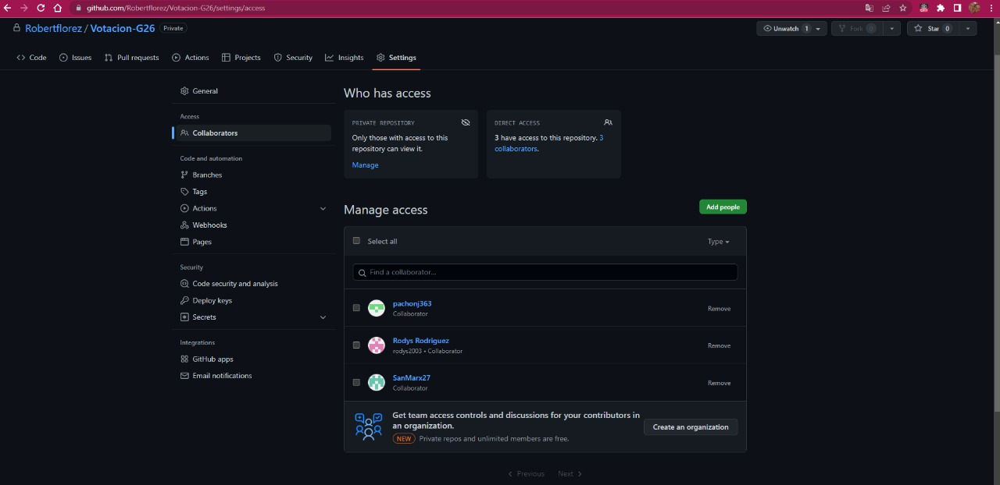 github.com/Robertflorez/Votacion-G26/settings/access
Robertflorez / Votacion-G26 Private
Unwatch 1
Fork 0
Star 0
Code
Issues
Pull requests
Actions
Projects
Security
Insights
Settings
General
Access
Collaborators
Code and automation
Branches
Tags
Actions
Webhooks
Pages
Security
Code security and analysis
Deploy keys
Secrets
Integrations
GitHub apps
Email notifications
Who has access
PRIVATE REPOSITORY
Only those with access to this
repository can view it.
Manage
DIRECT ACCESS
3 have access to this repository. 3
collaborators.
Manage access
Add people
Select all
Type
Find a collaborator...
pachonj363
Collaborator
Remove
Rodys Rodriguez
rodys2003 • Collaborator
Remove
SanMarx27
Collaborator
Remove
Get team access controls and discussions for your contributors in
an organization.
NEW Private repos and unlimited members are free.
Create an organization
Previous
Next